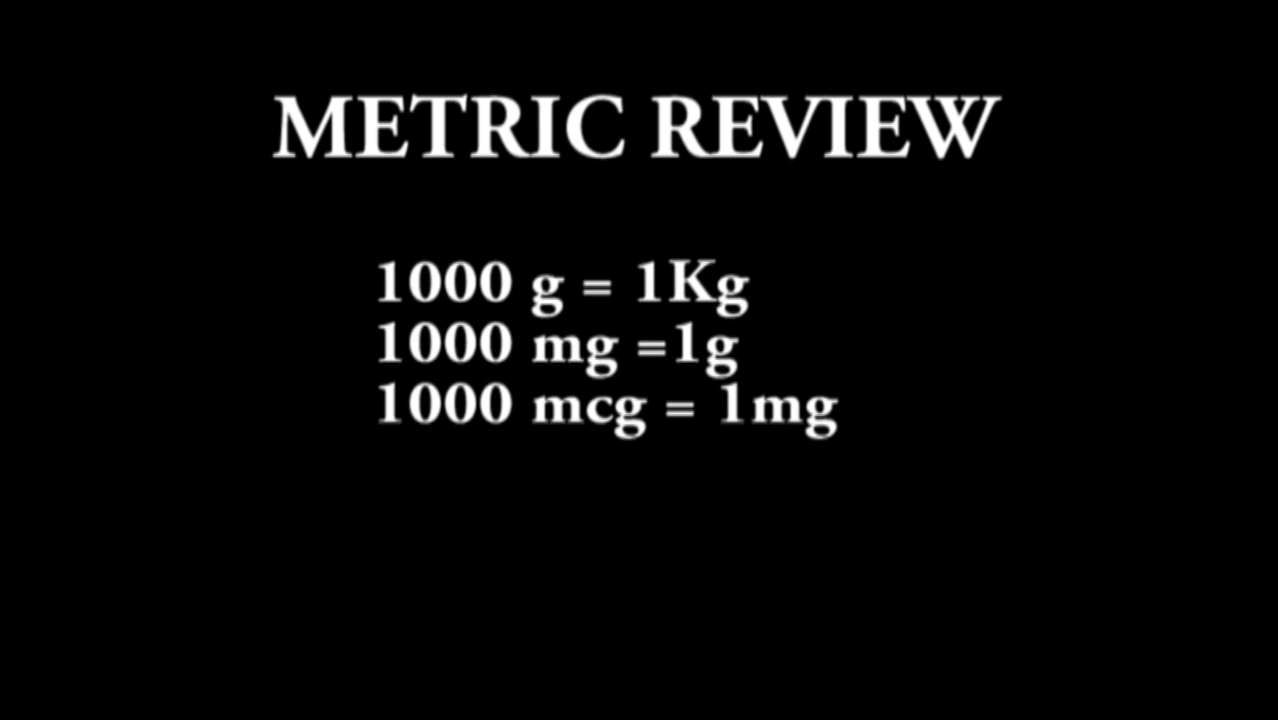 METRIC REVIEW
1000 g = 1Kg
1000 mg =1g
1000 mcg = 1mg